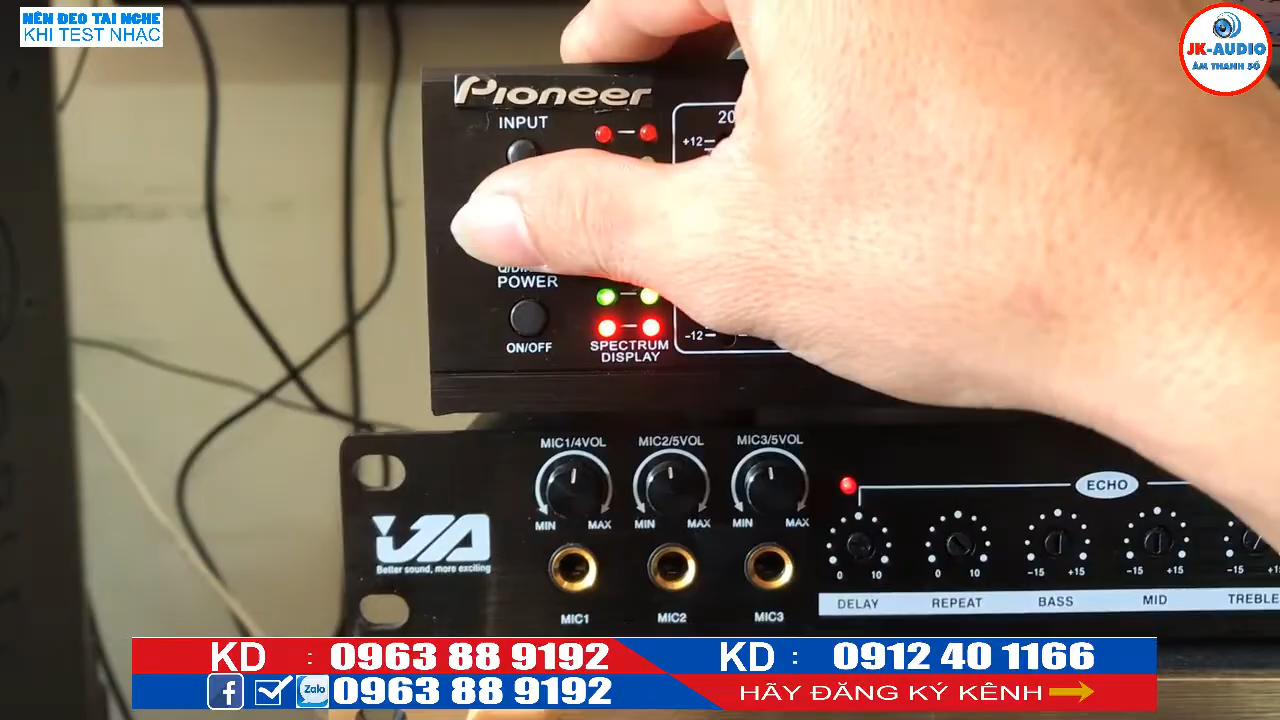 NÊN ĐEO TAI NGHE
KHI TEST NHẠC
JK-AUDIO
ÂM THANH SỐ
Pioneer
INPUT
20
+12
POWER
ON/OFF
SPECTRUM
DISPLAY
-12
MIC1/4VOL
MIC2/5VOL
MIC3/5VOL
MIN
MAX
MIN
MAX
MIN
MAX
ECHO
JA
Better sound, more exciting
0
10
0
10
-15
+15
-15
+15
-15
DELAY
REPEAT
BASS
MID
TREBLE
MIC1
MIC2
MIC3
KD : 0963 88 9192
KD : 0912 40 1166
f
Zalo
0963 88 9192
HÃY ĐĂNG KÝ KÊNH